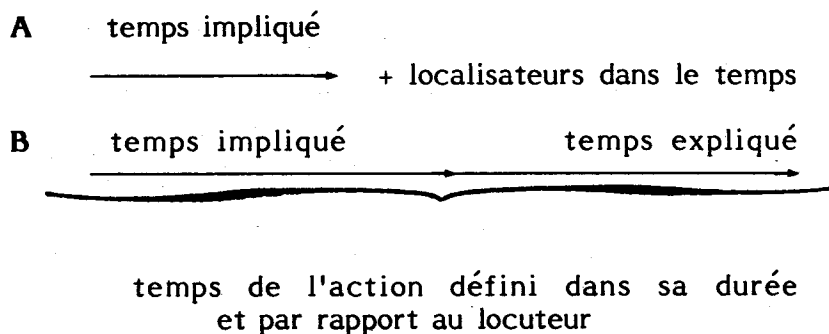 A temps impliqué
+ localisateurs dans le temps
B temps impliqué temps expliqué
temps de l'action défini dans sa durée
et par rapport au locuteur